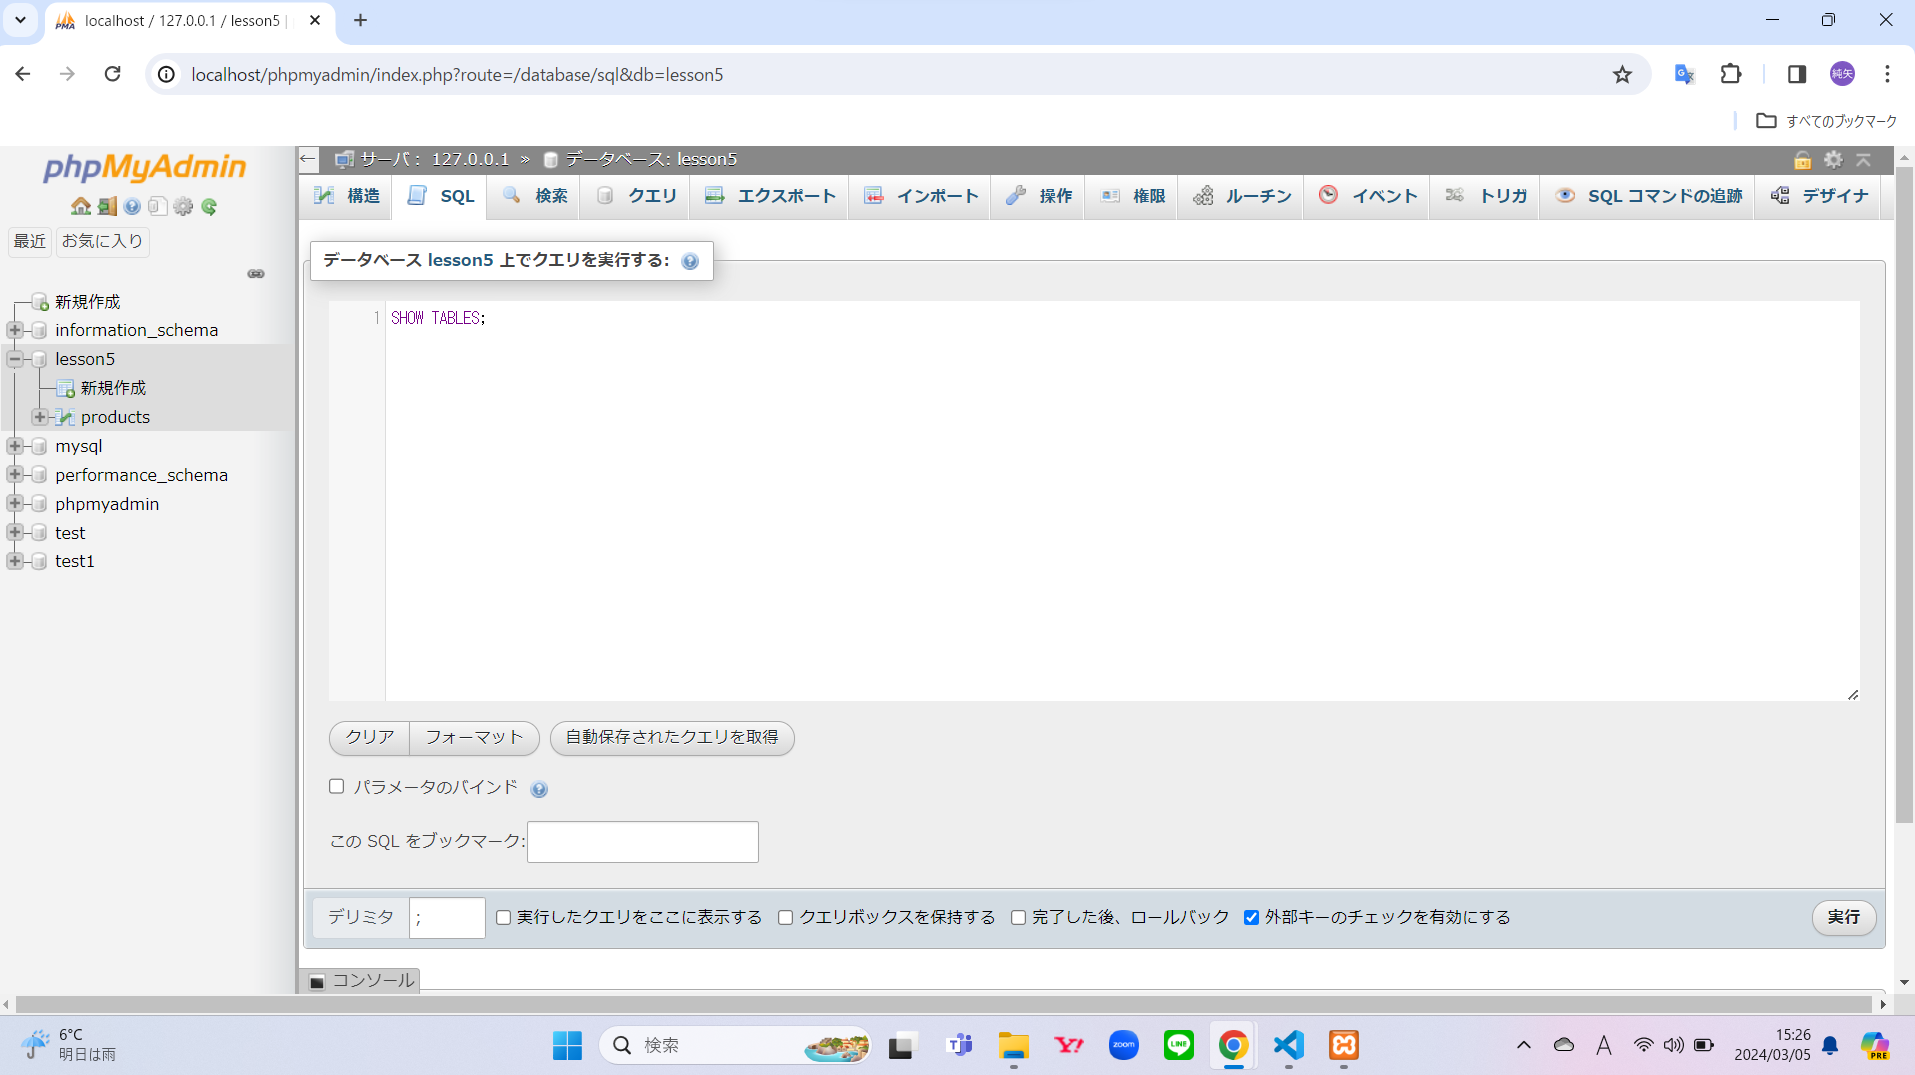 localhost / 127.0.0.1 / lesson5 |
localhost/phpmyadmin/index.php?route=/database/sql&db=lesson5
純矢
すべてのブックマーク
phpMyAdmin
最近 お気に入り
新規作成
information_schema
lesson5
新規作成
products
mysql
performance_schema
phpmyadmin
test
test1
サーバ: 127.0.0.1 » データベース: lesson5
構造 SQL 検索 クエリ エクスポート インポート 操作 権限 ルーチン イベント トリガ SQL コマンドの追跡 デザイナ
データベース lesson5 上でクエリを実行する:
1 SHOW TABLES;
クリア フォーマット 自動保存されたクエリを取得
パラメータのバインド
この SQL をブックマーク:
デリミタ ; 実行したクエリをここに表示する クエリボックスを保持する 完了した後、ロールバック 外部キーのチェックを有効にする 実行
コンソール
6°C
明日は雨
検索
zoom
LINE
A
15:26
2024/03/05
PRE